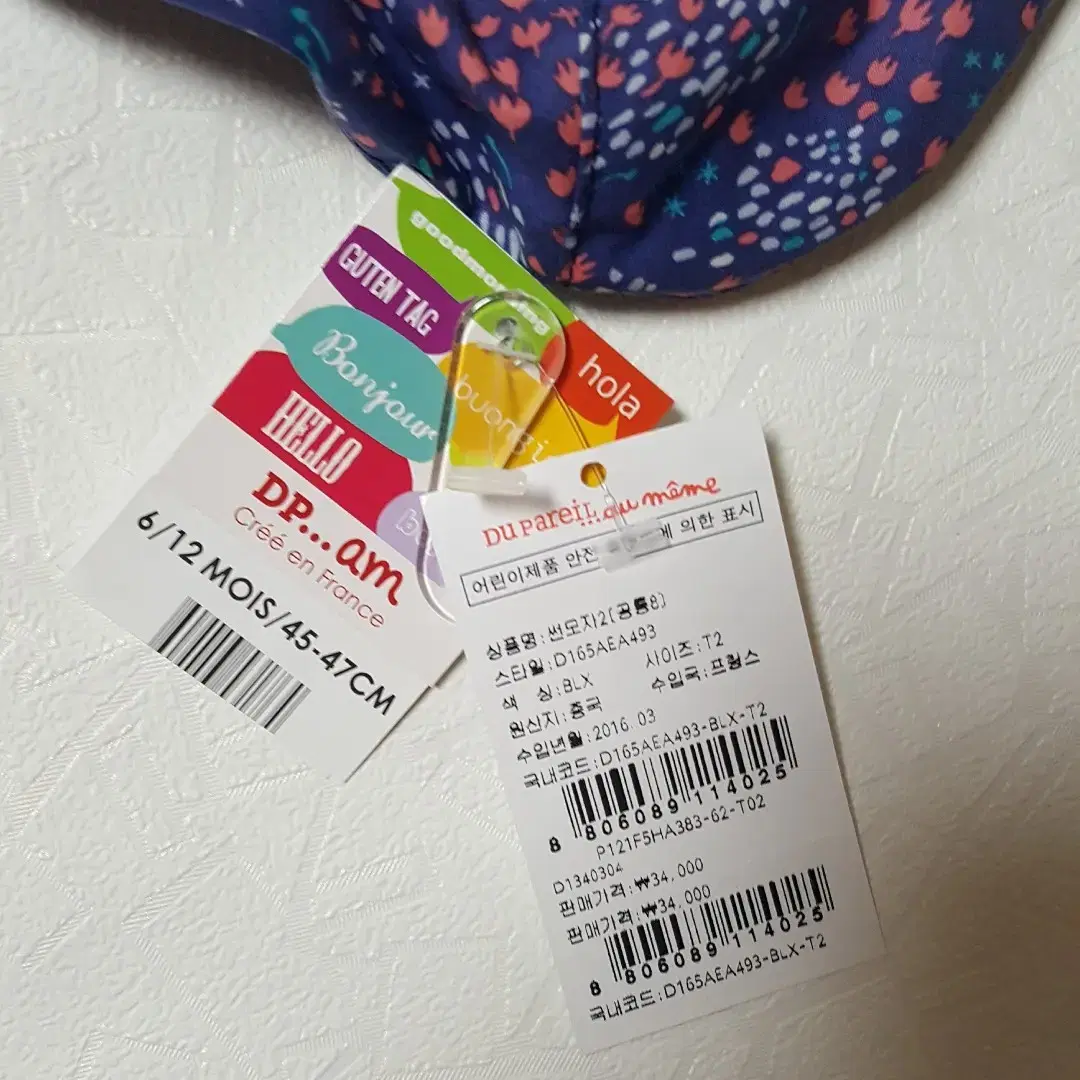 goodmorning
GUTEN TAG
Bonjour
hola
buongi
HELLO
DP...am
Créé en France
6/12 MOIS/45-47CM
DU Pareil...au même
어린이제품 안전 의한 표시
상품명:썬모자2(공통8)
스타일:D165AEA493
색 상:BLX 사이즈:T2
원산지:중국 수입국:프랑스
수입년월:2016.03
국내코드:D165AEA493-BLX-T2
8 806089 114025
P121F5HA383-62-T02
D1340304
판매가격:₩34,000
판매가격:₩34,000
8 806089 114025
국내코드:D165AEA493-BLX-T2